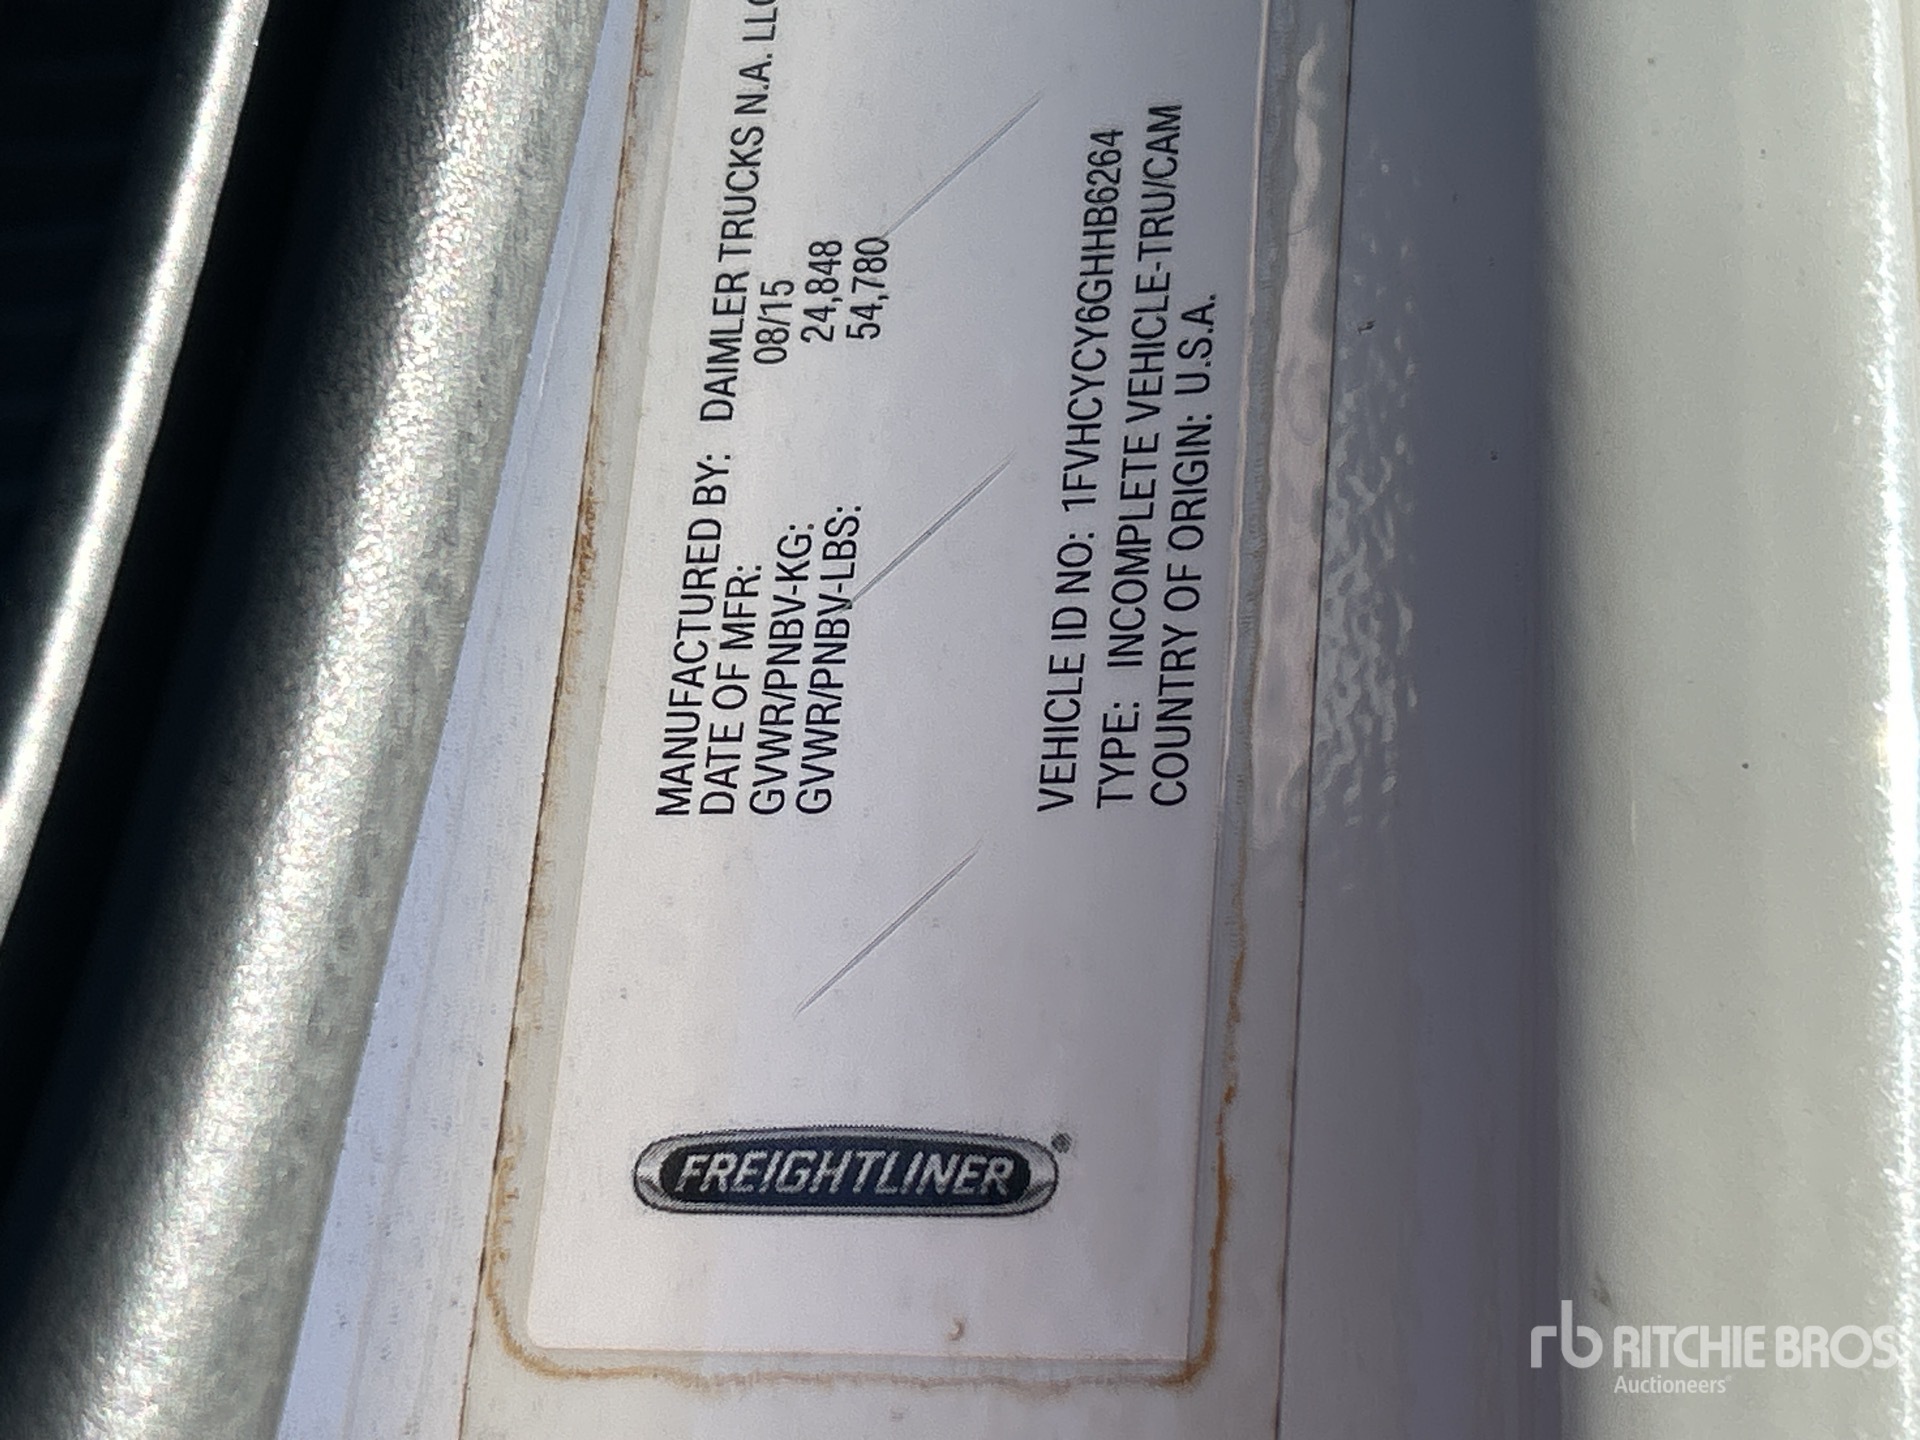 MANUFACTURED BY: DAIMLER TRUCKS N.A. LLC
DATE OF MFR: 08/15
GVWR/PNBV-KG: 24,848
GVWR/PNBV-LBS: 54,780
VEHICLE ID NO: 1FVHCYCY6GHHB6264
TYPE: INCOMPLETE VEHICLE-TRU/CAM
COUNTRY OF ORIGIN: U.S.A.
FREIGHTLINER®
rb RITCHIE BROS
Auctioneers